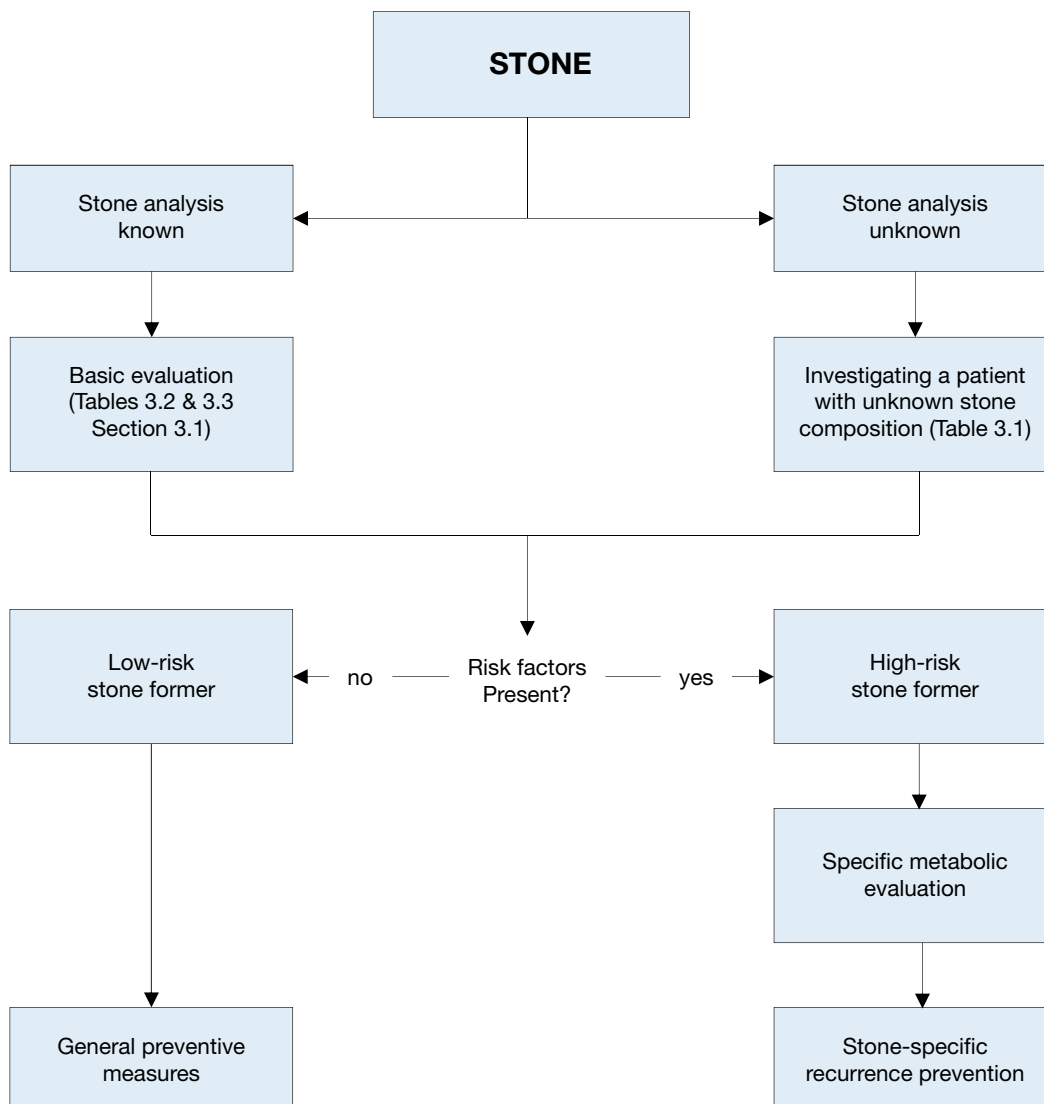 STONE
Stone analysis
known
Stone analysis
unknown
Basic evaluation
(Tables 3.2 & 3.3
Section 3.1)
Investigating a patient
with unknown stone
composition (Table 3.1)
Low-risk
stone former
no
Risk factors
Present?
yes
High-risk
stone former
Specific metabolic
evaluation
General preventive
measures
Stone-specific
recurrence prevention